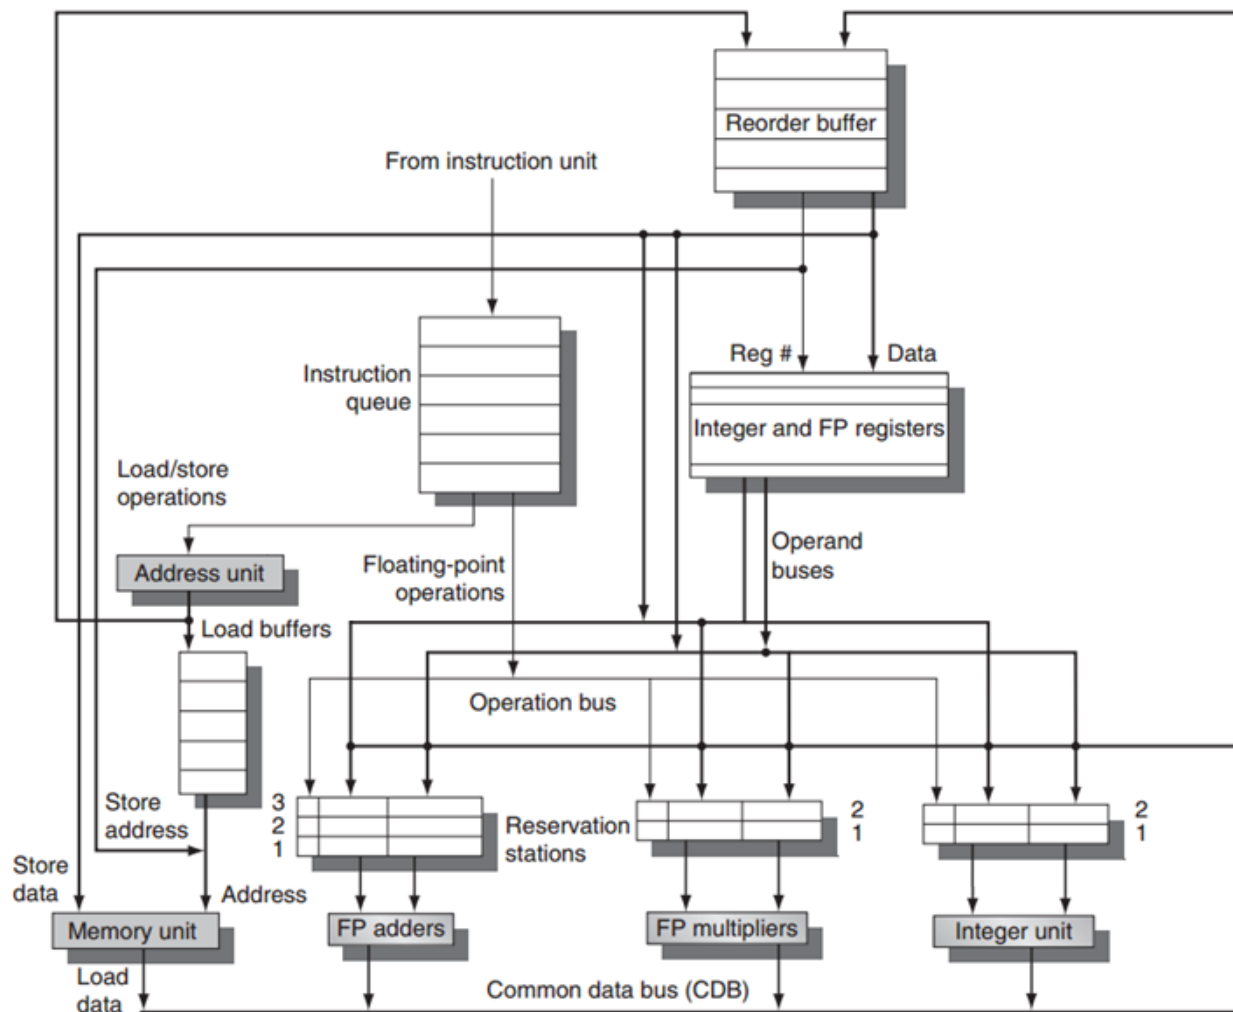 Reorder buffer
From instruction unit
Reg #
Data
Instruction
queue
Integer and FP registers
Load/store
operations
Operand
buses
Address unit
Floating-point
operations
Load buffers
Operation bus
Store
address
3
2
1
Reservation
stations
2
1
2
1
Store
data
Address
Memory unit
FP adders
FP multipliers
Integer unit
Load
data
Common data bus (CDB)